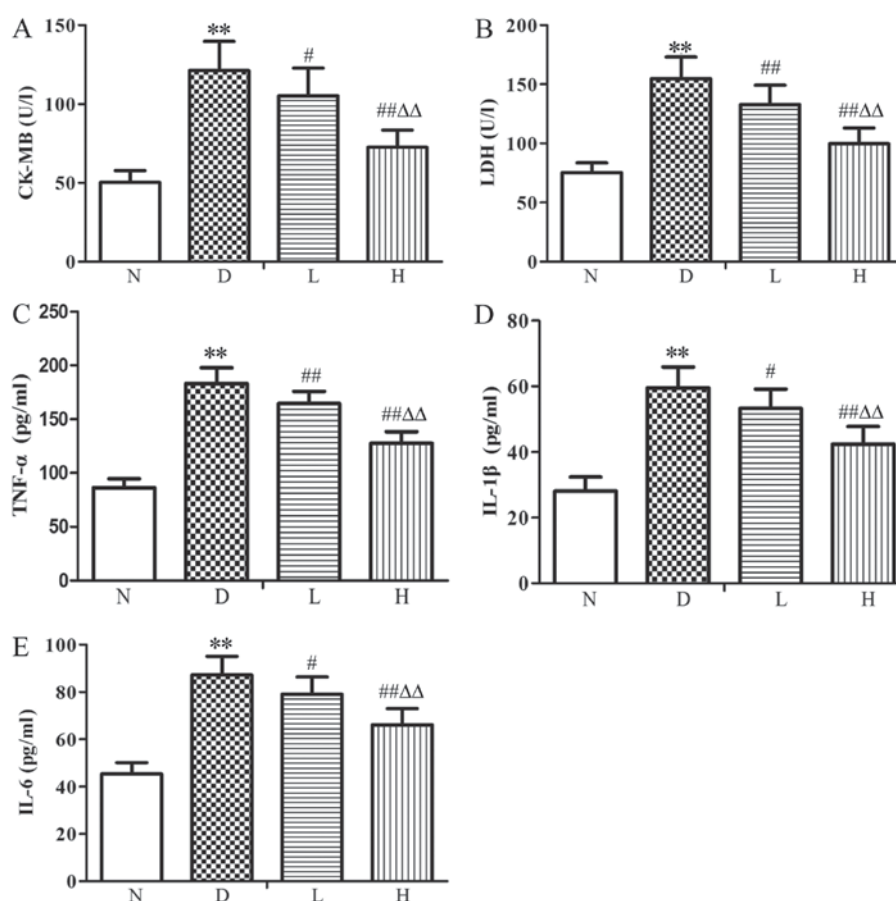 A
CK-MB (U/l)
150
100
50
0
**
#
##ΔΔ
N D L H
B
LDH (U/l)
200
150
100
50
0
**
##
##ΔΔ
N D L H
C
TNF-α (pg/ml)
250
200
150
100
50
0
**
##
##ΔΔ
N D L H
D
IL-1β (pg/ml)
80
60
40
20
0
**
#
##ΔΔ
N D L H
E
IL-6 (pg/ml)
100
80
60
40
20
0
**
#
##ΔΔ
N D L H